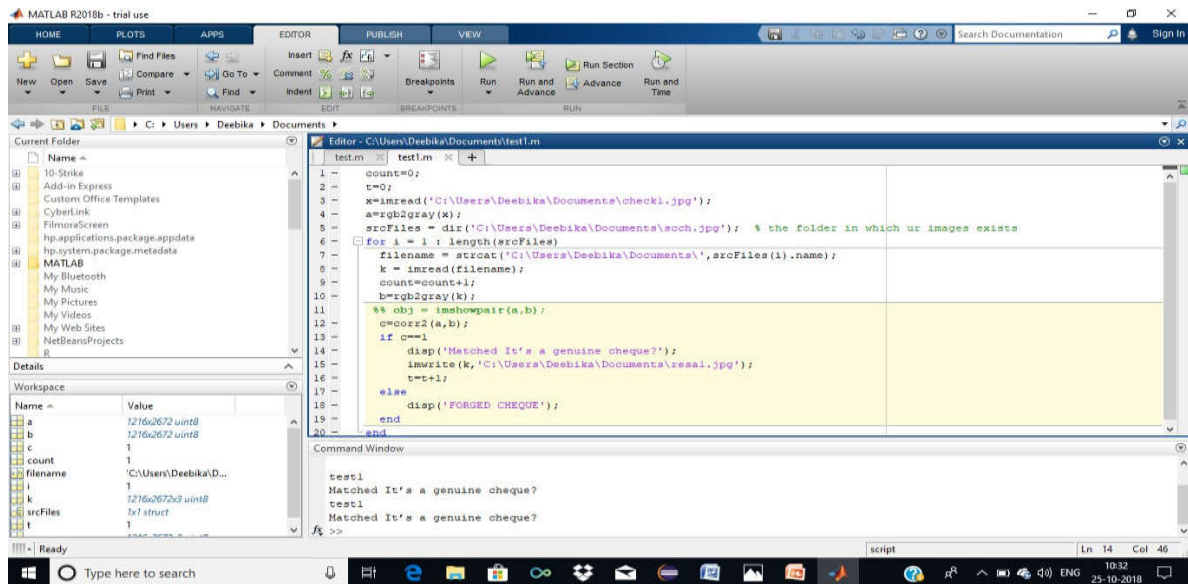 MATLAB R2018b - trial use
HOME PLOTS APPS EDITOR PUBLISH VIEW Search Documentation Sign In
New Open Save Find Files Compare Print Go To Find Insert Comment Indent fx Breakpoints Run Run and Advance Run Section Advance Run and Time
FILE NAVIGATE EDIT BREAKPOINTS RUN
C: Users Deebika Documents
Current Folder
Name
10-Strike
Add-in Express
Custom Office Templates
CyberLink
FilmoraScreen
hp.applications.package.appdata
hp.system.package.metadata
MATLAB
My Bluetooth
My Music
My Pictures
My Videos
My Web Sites
NetBeansProjects
R
Details
Workspace
Name Value
a 1216x2672 uint8
b 1216x2672 uint8
c 1
count 1
filename 'C:\Users\Deebika\D...
i 1
k 1216x2672x3 uint8
srcFiles 1x1 struct
t 1
Editor - C:\Users\Deebika\Documents\test1.m
test.m test1.m +
1 - count=0;
2 - t=0;
3 - x=imread('C:\Users\Deebika\Documents\check1.jpg');
4 - a=rgb2gray(x);
5 - srcFiles = dir('C:\Users\Deebika\Documents\scch.jpg'); % the folder in which ur images exists
6 - for i = 1 : length(srcFiles)
7 - filename = strcat('C:\Users\Deebika\Documents\',srcFiles(i).name);
8 - k = imread(filename);
9 - count=count+1;
10 - b=rgb2gray(k);
11 %% obj = imshowpair(a,b);
12 - c=corr2(a,b);
13 - if c==1
14 - disp('Matched It's a genuine cheque?');
15 - imwrite(k,'C:\Users\Deebika\Documents\resa1.jpg');
16 - t=t+1;
17 - else
18 - disp('FORGED CHEQUE');
19 - end
20 - end
Command Window
test1
Matched It's a genuine cheque?
test1
Matched It's a genuine cheque?
fx >>
Ready script Ln 14 Col 46
Type here to search ENG 10:32
25-10-2018